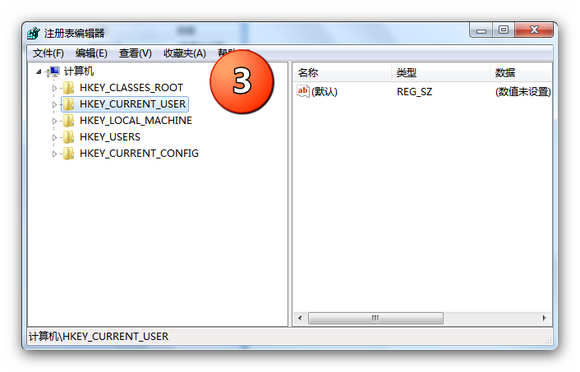 注册表编辑器
文件(F) 编辑(E) 查看(V) 收藏夹(A)
3
计算机
HKEY_CLASSES_ROOT
HKEY_CURRENT_USER
HKEY_LOCAL_MACHINE
HKEY_USERS
HKEY_CURRENT_CONFIG
名称 类型 数据
ab (默认) REG_SZ (数值未设置)
计算机\HKEY_CURRENT_USER